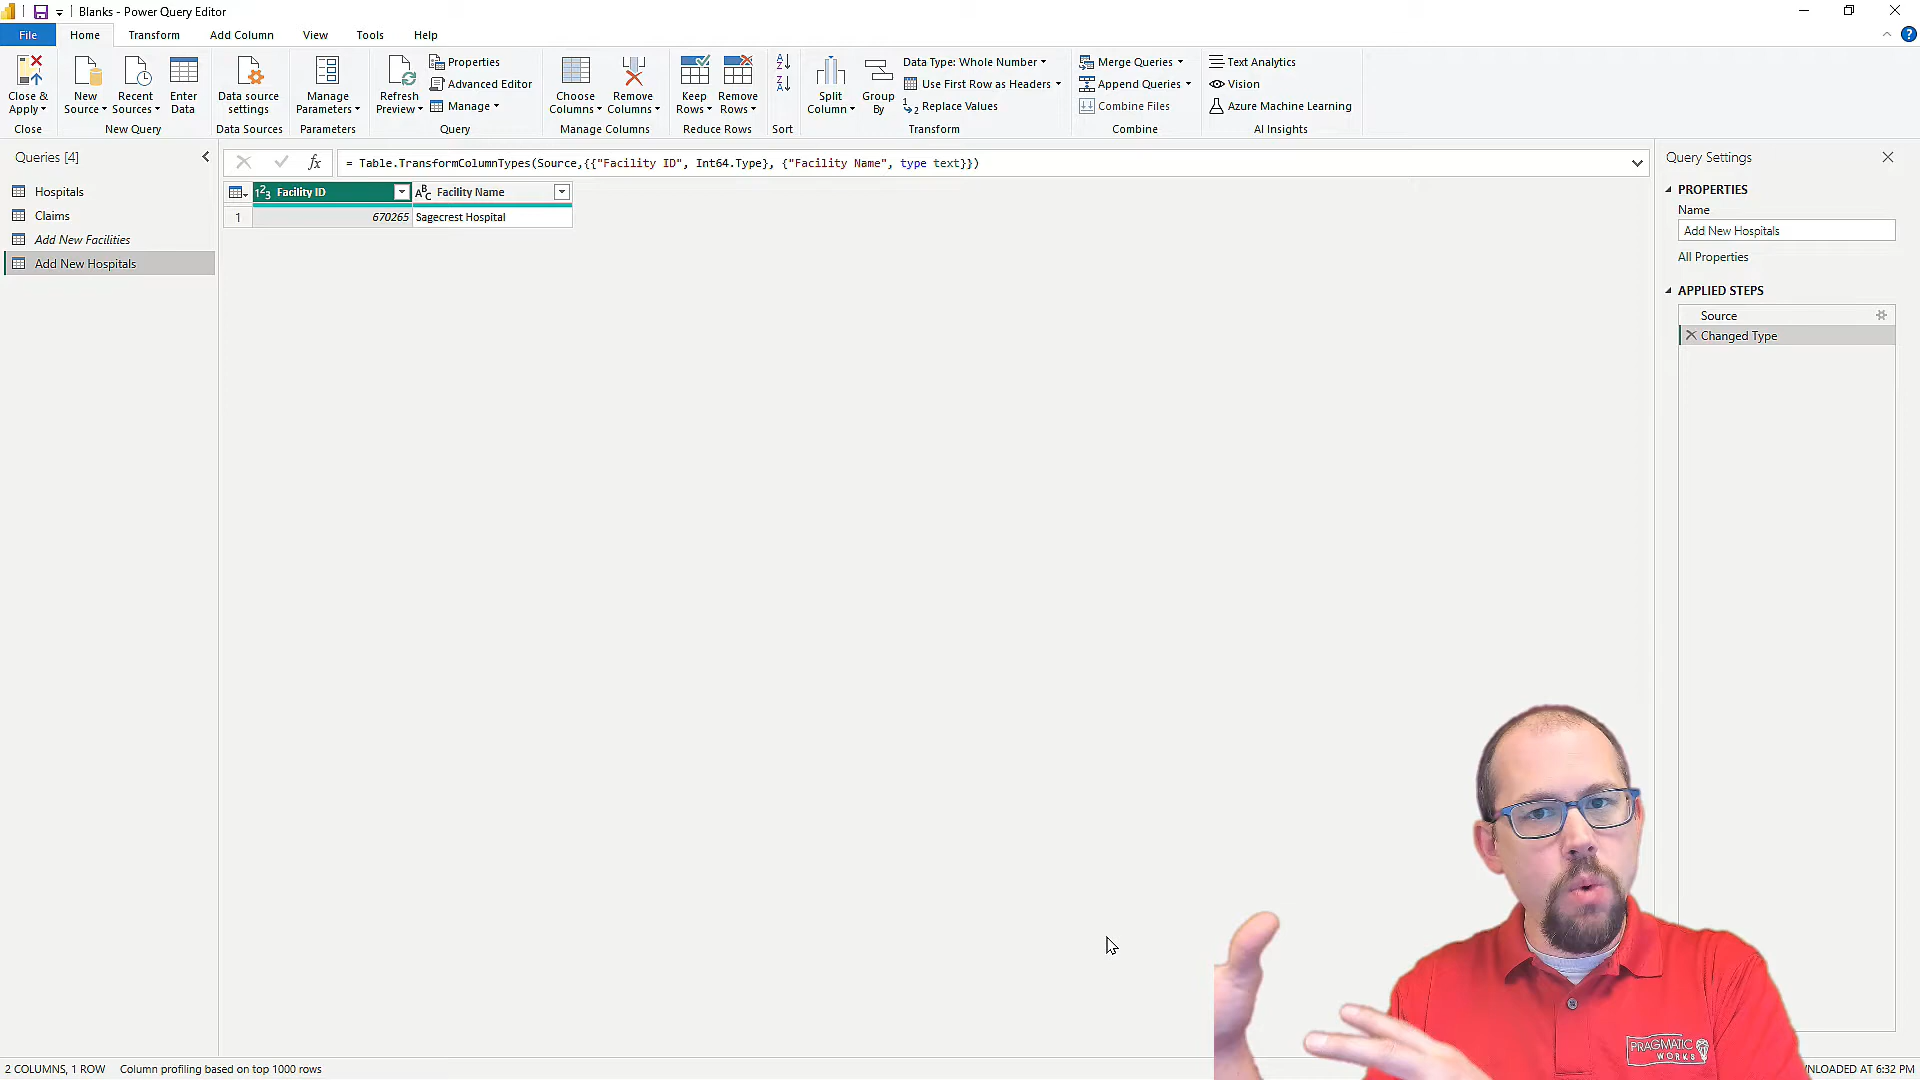 Blanks - Power Query Editor
File Home Transform Add Column View Tools Help
Close & Apply
Close
New Source
Recent Sources
Enter Data
New Query
Data source settings
Data Sources
Manage Parameters
Parameters
Refresh Preview
Properties
Advanced Editor
Manage
Query
Choose Columns
Remove Columns
Manage Columns
Keep Rows
Remove Rows
Reduce Rows
Sort
Split Column
Group By
Data Type: Whole Number
Use First Row as Headers
Replace Values
Transform
Merge Queries
Append Queries
Combine Files
Combine
Text Analytics
Vision
Azure Machine Learning
AI Insights
Queries [4]
Hospitals
Claims
Add New Facilities
Add New Hospitals
= Table.TransformColumnTypes(Source,{{"Facility ID", Int64.Type}, {"Facility Name", type text}})
Facility ID Facility Name
1 670265 Sagecrest Hospital
Query Settings
PROPERTIES
Name
Add New Hospitals
All Properties
APPLIED STEPS
Source
Changed Type
PRAGMATIC
WORKS
2 COLUMNS, 1 ROW Column profiling based on top 1000 rows
NLOADED AT 6:32 PM